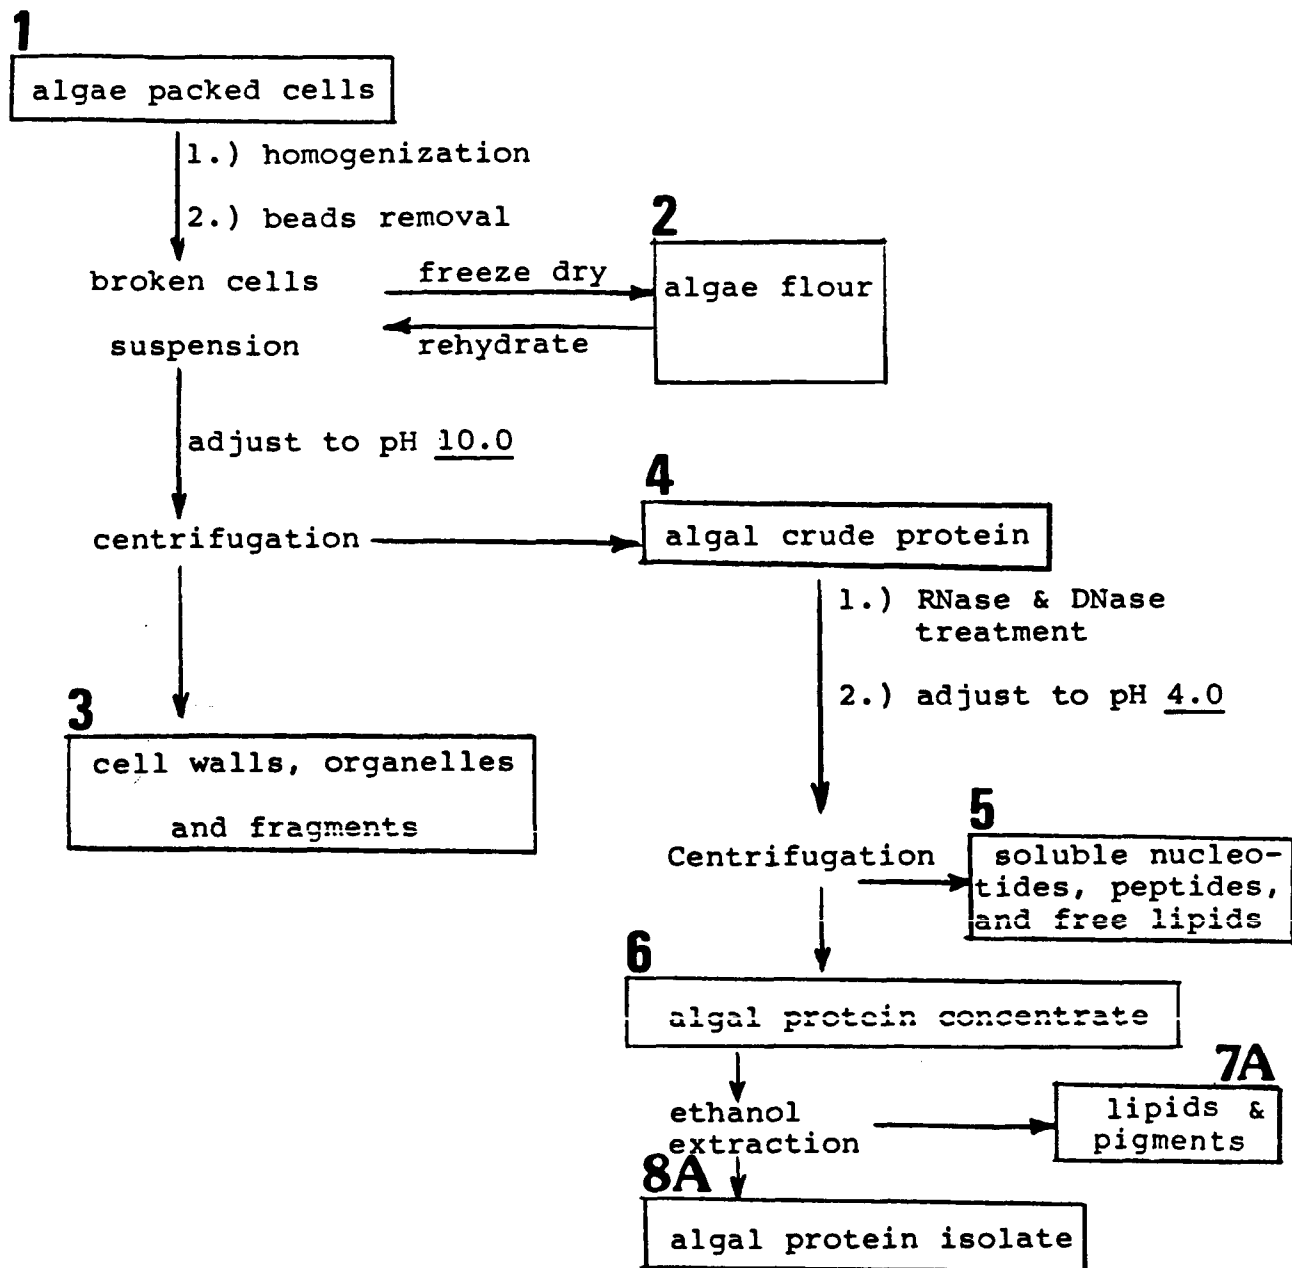 1
algae packed cells
1.) homogenization
2.) beads removal
broken cells
suspension
freeze dry
rehydrate
2
algae flour
adjust to pH 10.0
centrifugation
4
algal crude protein
1.) RNase & DNase
treatment
2.) adjust to pH 4.0
3
cell walls, organelles
and fragments
Centrifugation
5
soluble nucleo-
tides, peptides,
and free lipids
6
algal protein concentrate
ethanol
extraction
7A
lipids &
pigments
8A
algal protein isolate